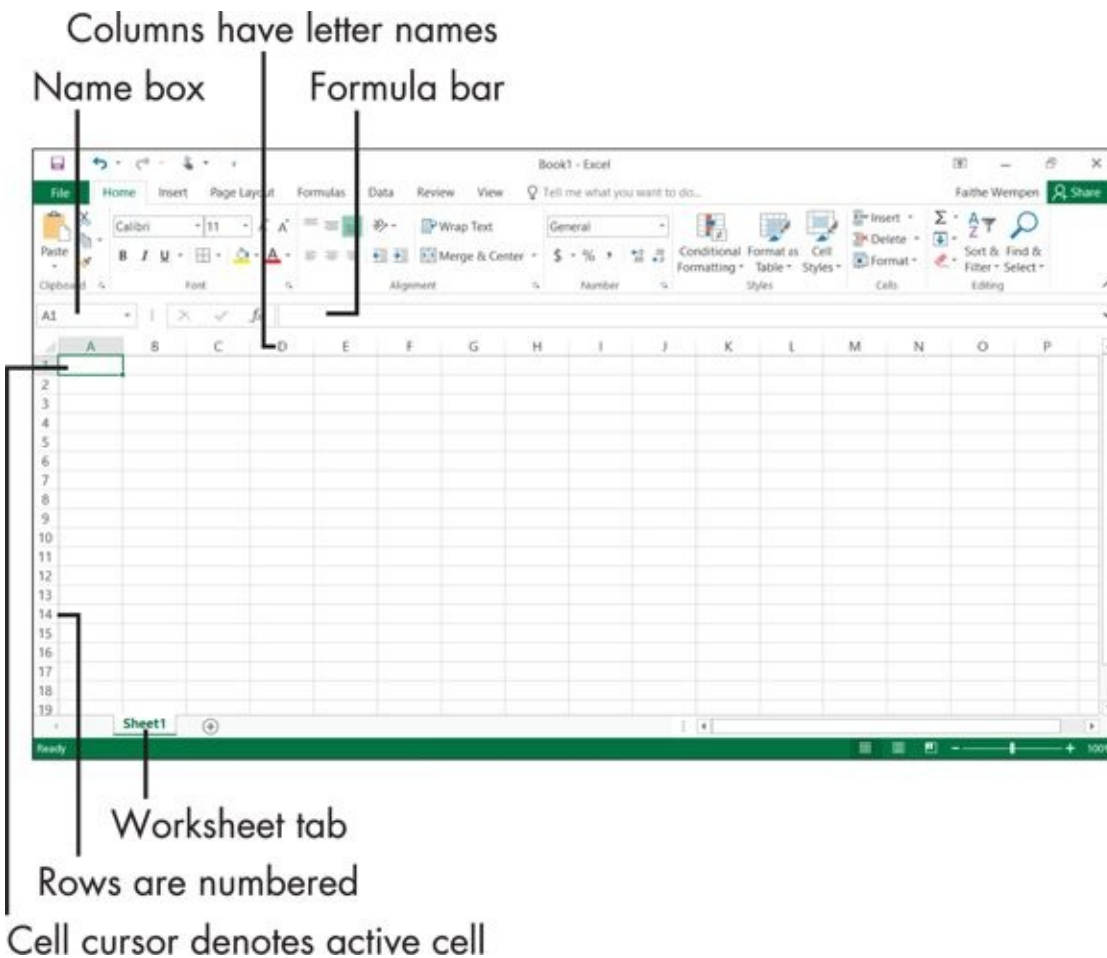 Columns have letter names
Name box
Formula bar
Book1 - Excel
File Home Insert Page Layout Formulas Data Review View Tell me what you want to do... Faithe Wempen Share
Calibri 11 Wrap Text General Insert
Paste B I U Merge & Center $ % , Conditional Formatting Format as Table Cell Styles Delete Format Sort & Filter Find & Select
Clipboard Font Alignment Number Styles Cells Editing
A1 fx
A B C D E F G H I J K L M N O P
1
2
3
4
5
6
7
8
9
10
11
12
13
14
15
16
17
18
19
Sheet1
Ready 100%
Worksheet tab
Rows are numbered
Cell cursor denotes active cell